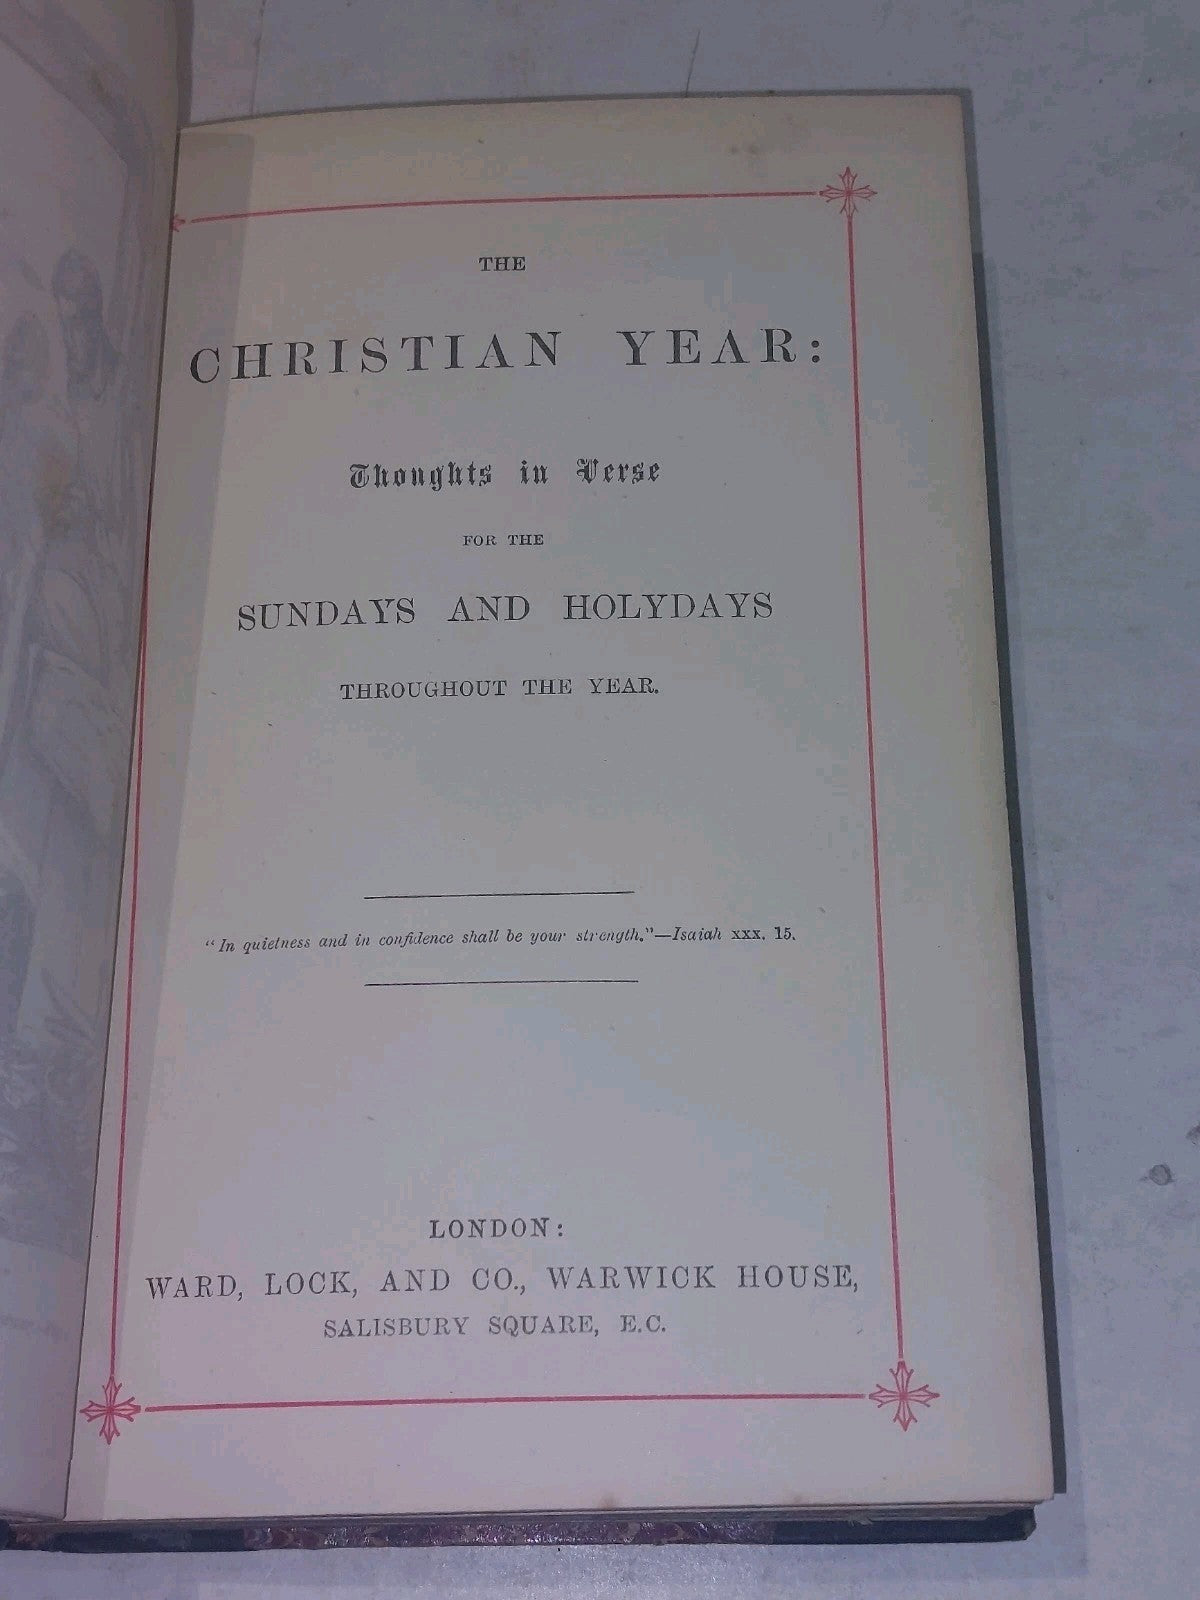 THE
CHRISTIAN YEAR:
Thoughts in Verse
FOR THE
SUNDAYS AND HOLYDAYS
THROUGHOUT THE YEAR.
"In quietness and in confidence shall be your strength."—Isaiah xxx. 15.
LONDON:
WARD, LOCK, AND CO., WARWICK HOUSE,
SALISBURY SQUARE, E.C.